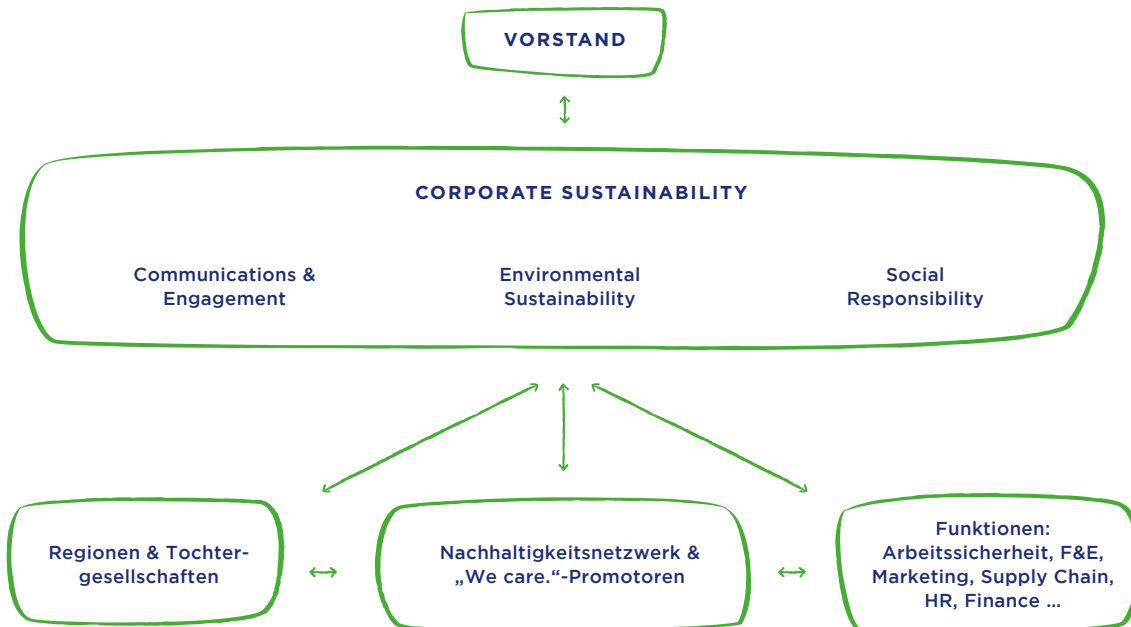 VORSTAND
CORPORATE SUSTAINABILITY
Communications &
Engagement
Environmental
Sustainability
Social
Responsibility
Regionen & Tochter-
gesellschaften
Nachhaltigkeitsnetzwerk &
„We care.“-Promotoren
Funktionen:
Arbeitssicherheit, F&E,
Marketing, Supply Chain,
HR, Finance ...